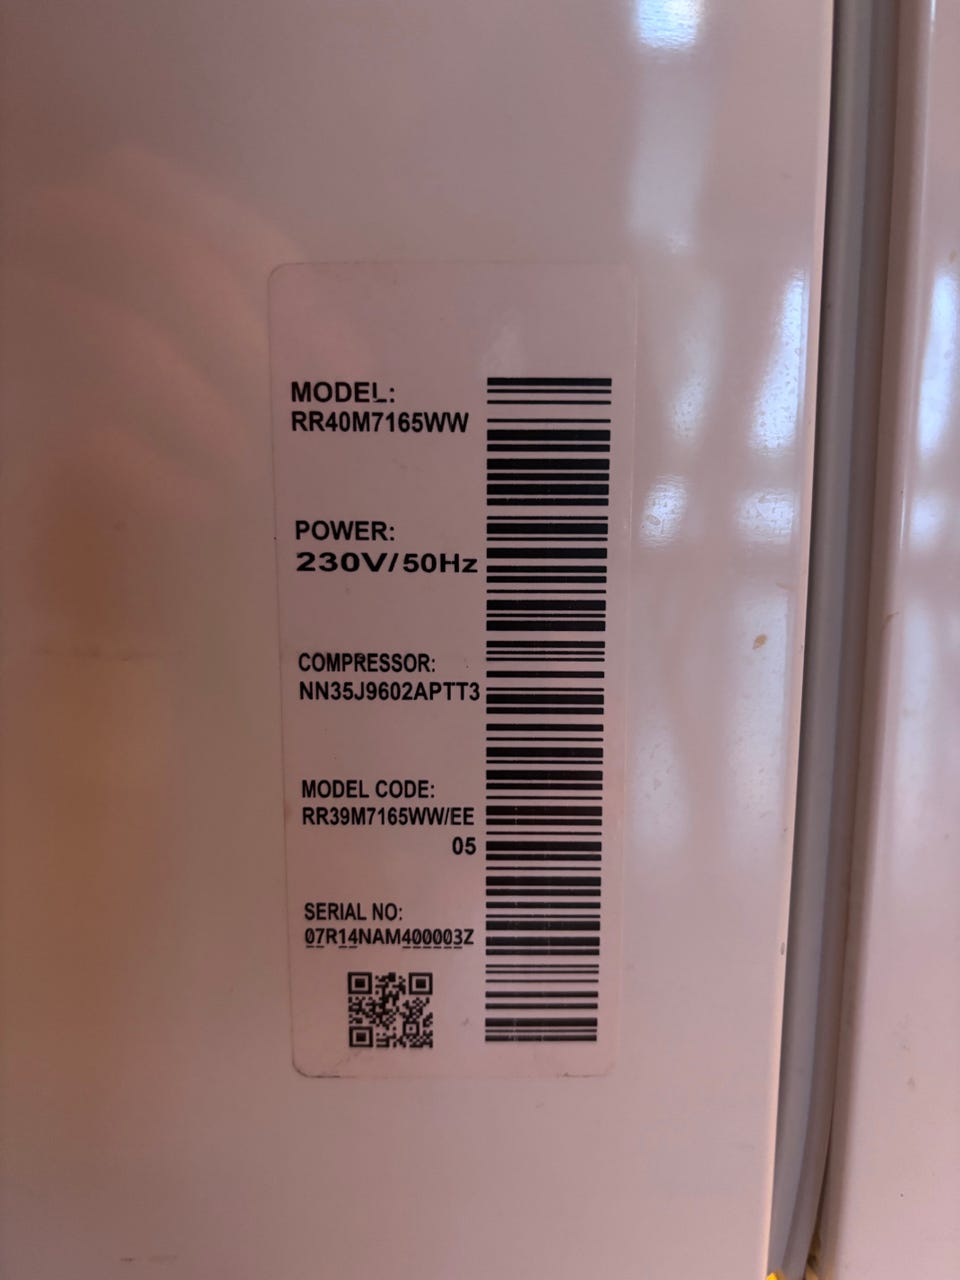 MODEL:
RR40M7165WW
POWER:
230V/50Hz
COMPRESSOR:
NN35J9602APTT3
MODEL CODE:
RR39M7165WW/EE
05
SERIAL NO:
07R14NAM400003Z